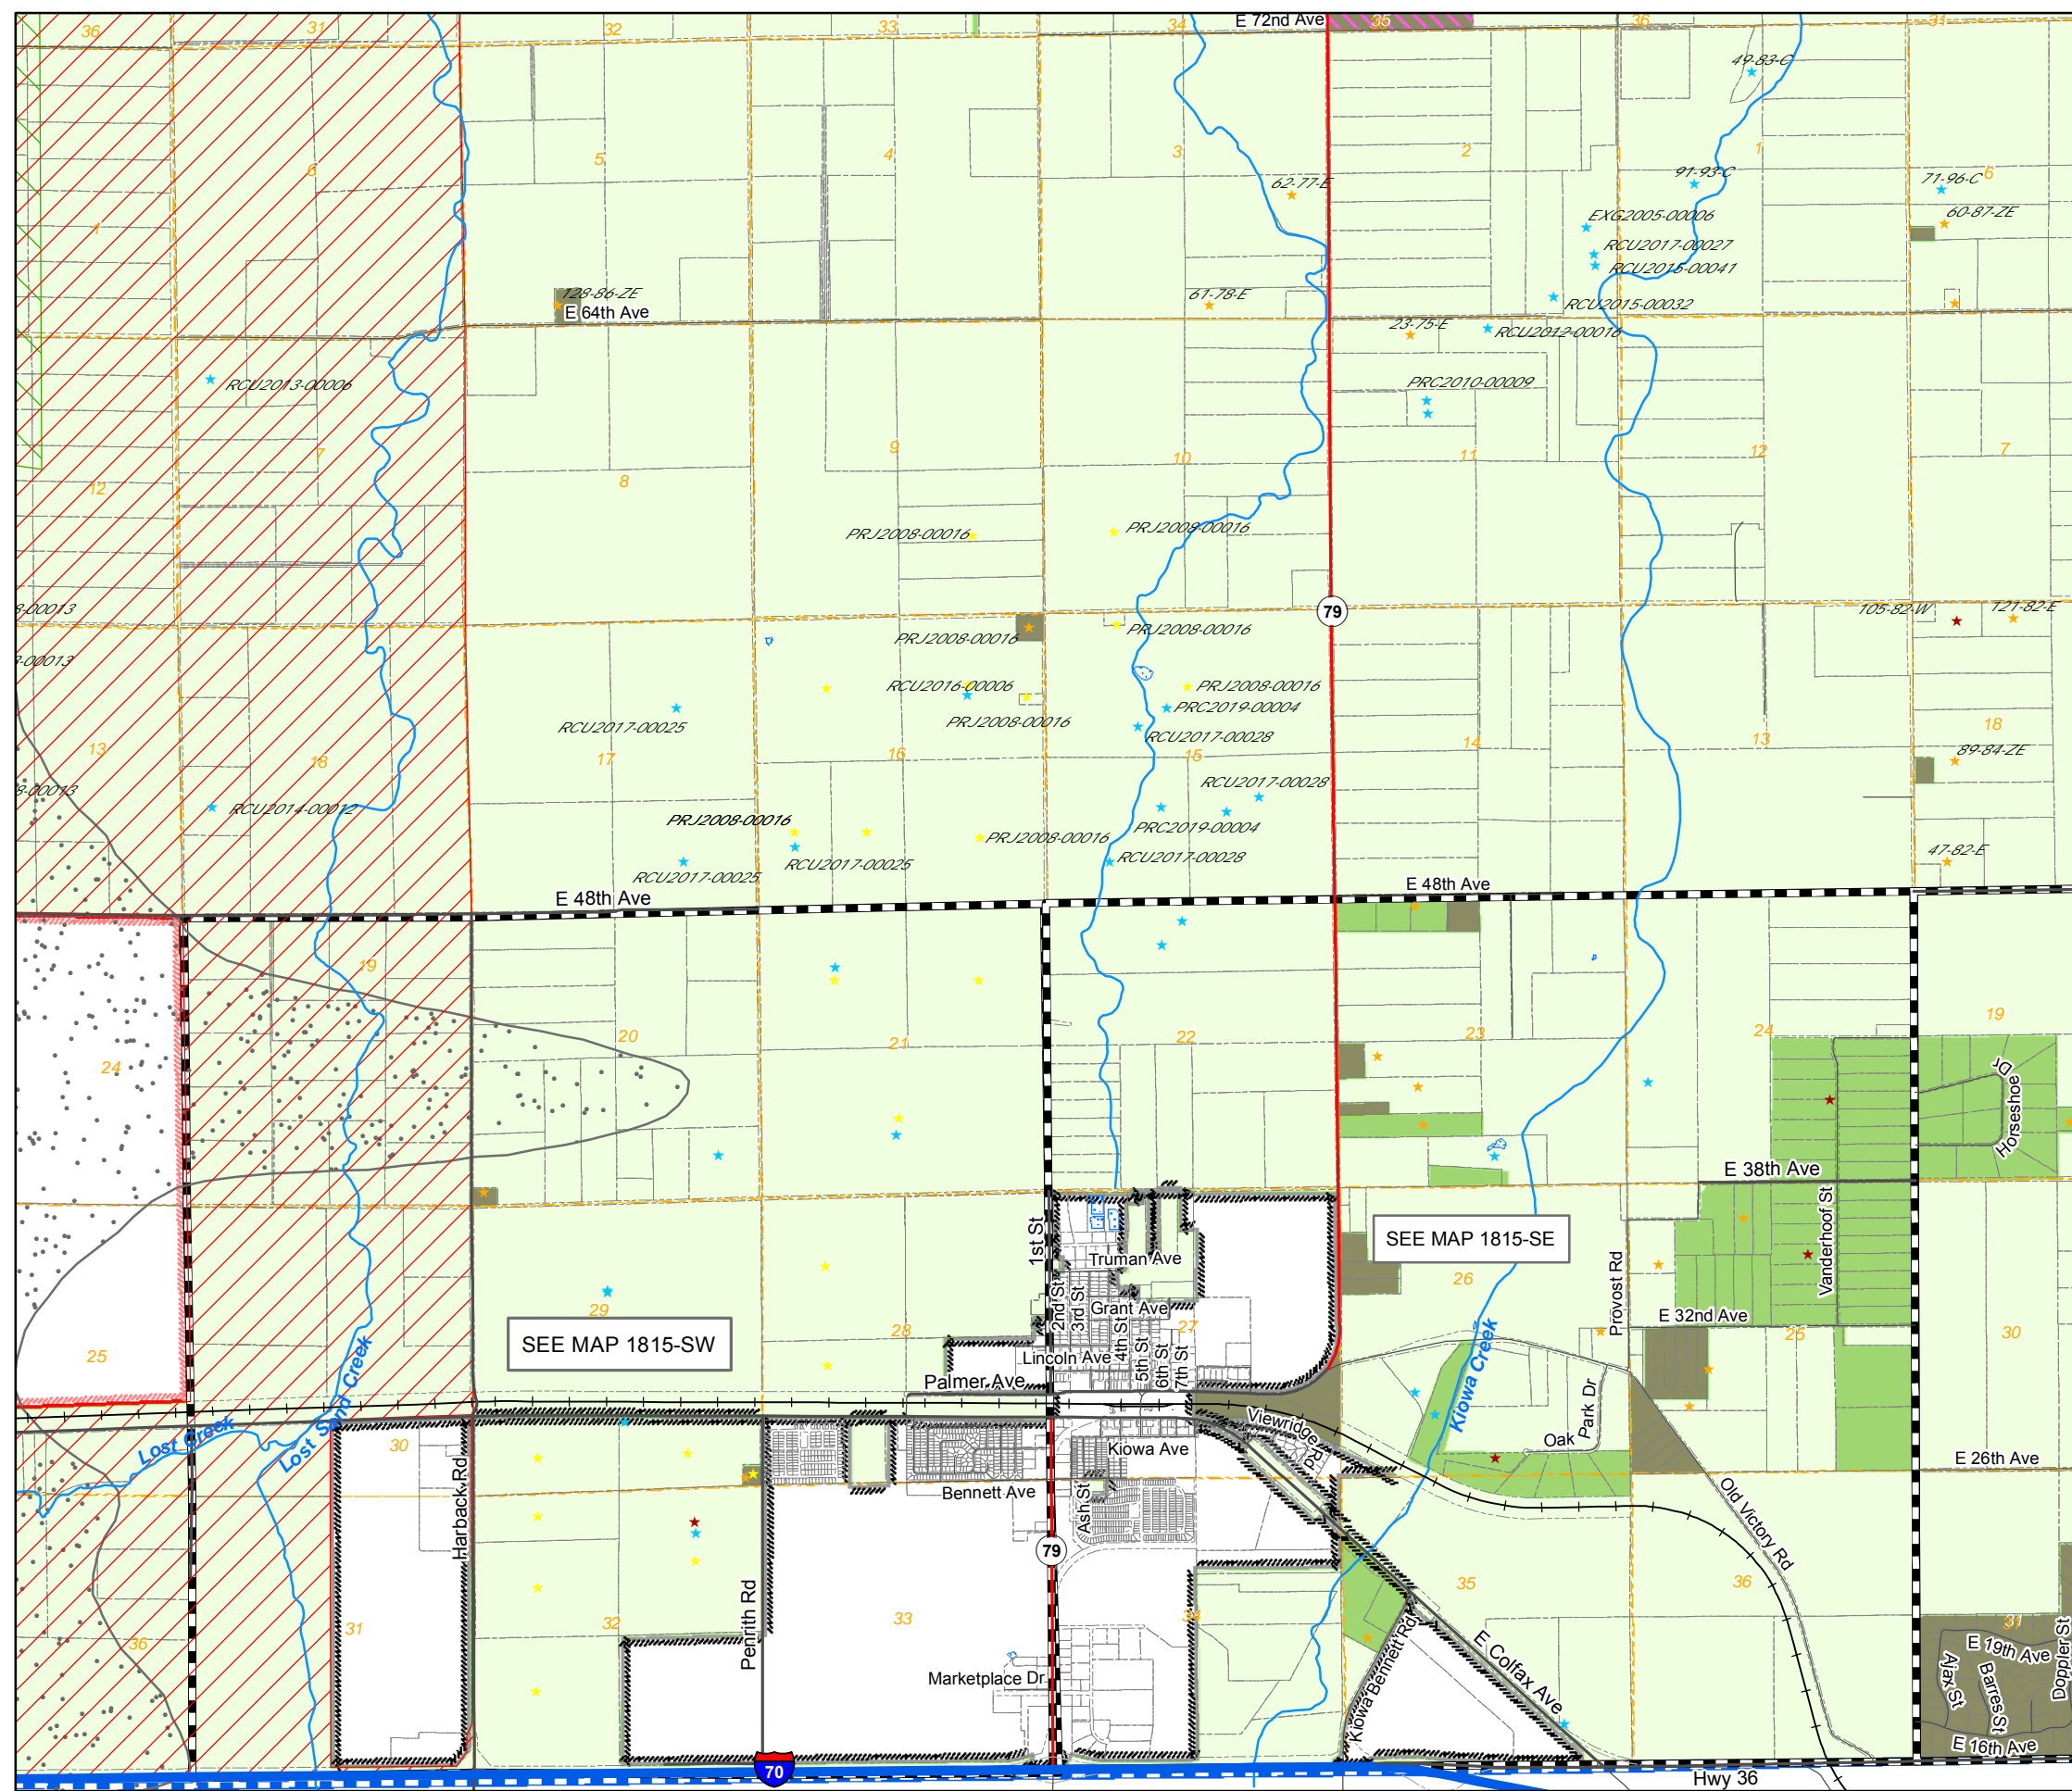 E 72nd Ave
36
31
32
33
34
35
36
31
49-83-C
6
5
4
3
2
1
91-93-C
71-96-C
6
62-77-E
60-87-ZE
1
EXG2005-00006
RCU2017-00027
RCU2015-00041
128-86-ZE
61-78-E
RCU2015-00032
E 64th Ave
23-75-E
RCU2012-00016
RCU2013-00006
PRC2010-00009
7
8
9
10
11
12
7
12
PRJ2008-00016
PRJ2008-00016
8-00013
79
105-82-W
121-82-E
PRJ2008-00016
PRJ2008-00016
8-00013
RCU2016-00006
PRJ2008-00016
PRC2019-00004
RCU2017-00025
PRJ2008-00016
RCU2017-00028
13
18
17
16
15
14
13
18
89-84-ZE
8-00013
RCU2017-00028
RCU2014-00012
PRJ2008-00016
PRC2019-00004
PRJ2008-00016
RCU2017-00025
RCU2017-00028
47-82-E
RCU2017-00025
E 48th Ave
E 48th Ave
19
24
20
21
22
23
24
19
Horseshoe Dr
E 38th Ave
1st St
SEE MAP 1815-SE
Truman Ave
Vanderhoof St
Provost Rd
26
29
2nd St
3rd St
Grant Ave
27
E 32nd Ave
25
30
SEE MAP 1815-SW
28
4th St
5th St
6th St
7th St
Lincoln Ave
25
Palmer Ave
Kiowa Creek
Park Dr
Lost Creek
Lost Sand Creek
30
Viewridge Rd
Kiowa Ave
Oak
E 26th Ave
Harback Rd
Bennett Ave
Ash St
Old Victory Rd
79
35
36
31
36
32
33
34
31
Penrith Rd
Marketplace Dr
Kiowa Bennett Rd
E Colfax Ave
E 19th Ave
Ajax St
Barres St
Doppler St
E 16th Ave
70
Hwy 36